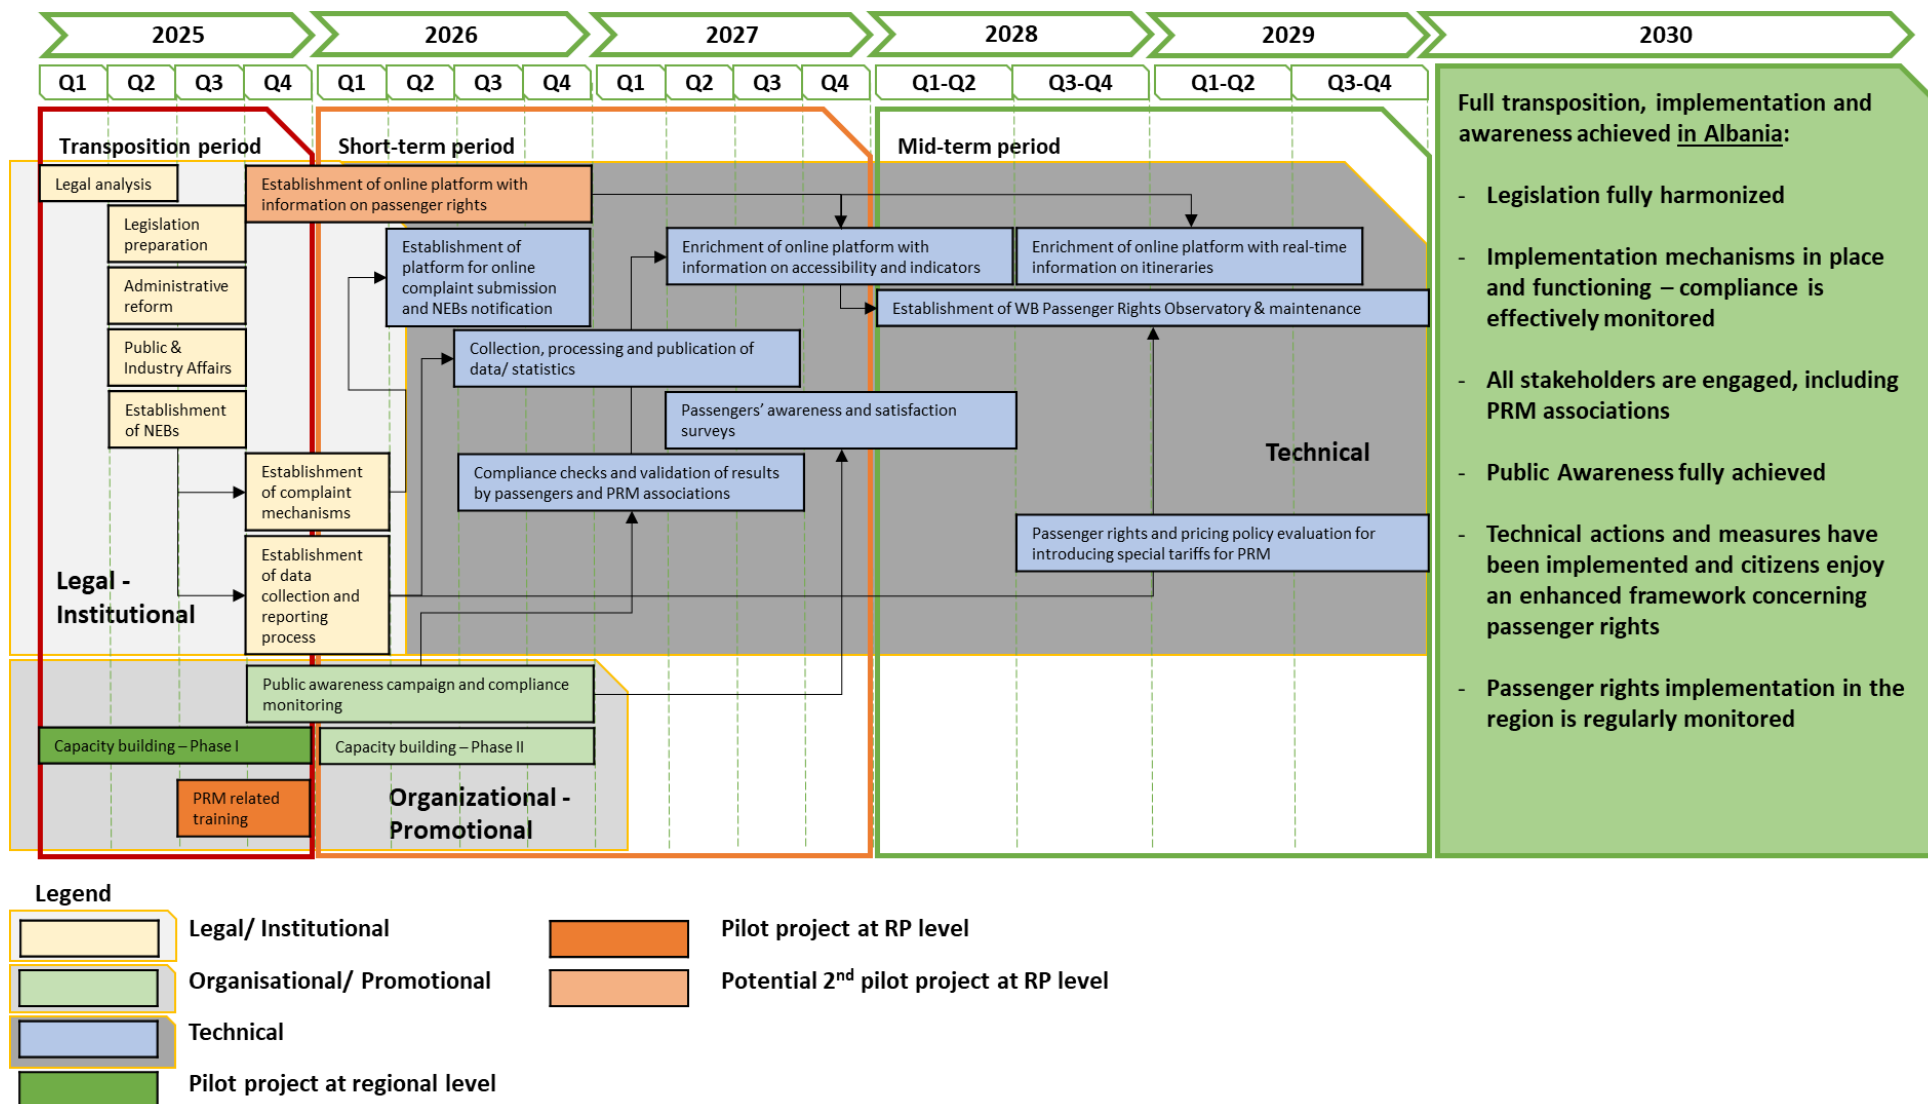 2025
2026
2027
2028
2029
2030
Q1
Q2
Q3
Q4
Q1
Q2
Q3
Q4
Q1
Q2
Q3
Q4
Q1-Q2
Q3-Q4
Q1-Q2
Q3-Q4
Transposition period
Short-term period
Mid-term period
Legal analysis
Legislation
preparation
Administrative
reform
Public &
Industry Affairs
Establishment
of NEBs
Establishment
of complaint
mechanisms
Establishment
of data
collection and
reporting
process
Legal -
Institutional
Establishment of online platform with
information on passenger rights
Establishment of
platform for online
complaint submission
and NEBs notification
Enrichment of online platform with
information on accessibility and indicators
Enrichment of online platform with real-time
information on itineraries
Establishment of WB Passenger Rights Observatory & maintenance
Collection, processing and publication of
data/ statistics
Passengers’ awareness and satisfaction
surveys
Compliance checks and validation of results
by passengers and PRM associations
Technical
Passenger rights and pricing policy evaluation for
introducing special tariffs for PRM
Public awareness campaign and compliance
monitoring
Capacity building – Phase I
Capacity building – Phase II
PRM related
training
Organizational -
Promotional
Full transposition, implementation and
awareness achieved in Albania:
- Legislation fully harmonized
- Implementation mechanisms in place
and functioning – compliance is
effectively monitored
- All stakeholders are engaged, including
PRM associations
- Public Awareness fully achieved
- Technical actions and measures have
been implemented and citizens enjoy
an enhanced framework concerning
passenger rights
- Passenger rights implementation in the
region is regularly monitored
Legend
Legal/ Institutional
Organisational/ Promotional
Technical
Pilot project at regional level
Pilot project at RP level
Potential 2nd pilot project at RP level